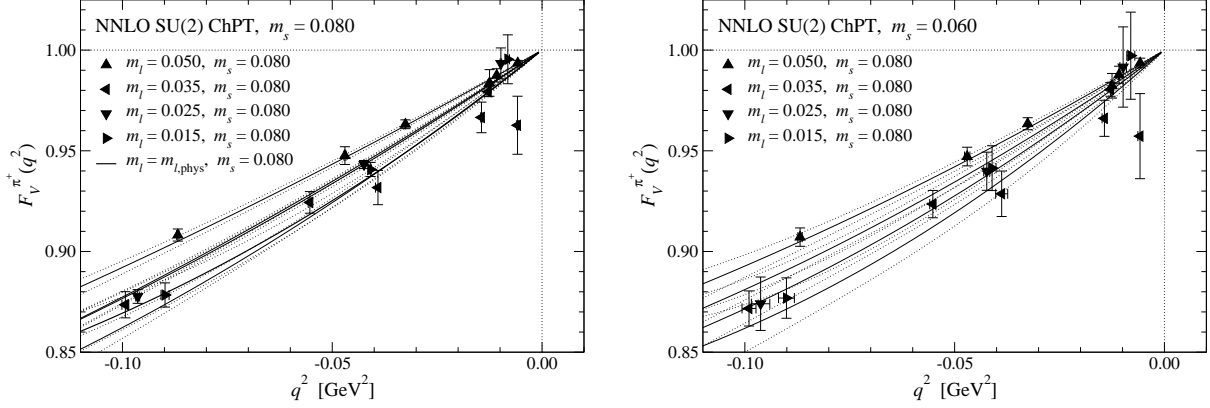 NNLO SU(2) ChPT, m_s = 0.080
m_l = 0.050, m_s = 0.080
m_l = 0.035, m_s = 0.080
m_l = 0.025, m_s = 0.080
m_l = 0.015, m_s = 0.080
m_l = m_{l,phys}, m_s = 0.080
1.00
0.95
0.90
0.85
F_V^{π^+}(q^2)
-0.10
-0.05
0.00
q^2 [GeV^2]
NNLO SU(2) ChPT, m_s = 0.060
m_l = 0.050, m_s = 0.080
m_l = 0.035, m_s = 0.080
m_l = 0.025, m_s = 0.080
m_l = 0.015, m_s = 0.080
1.00
0.95
0.90
0.85
F_V^{π^+}(q^2)
-0.10
-0.05
0.00
q^2 [GeV^2]